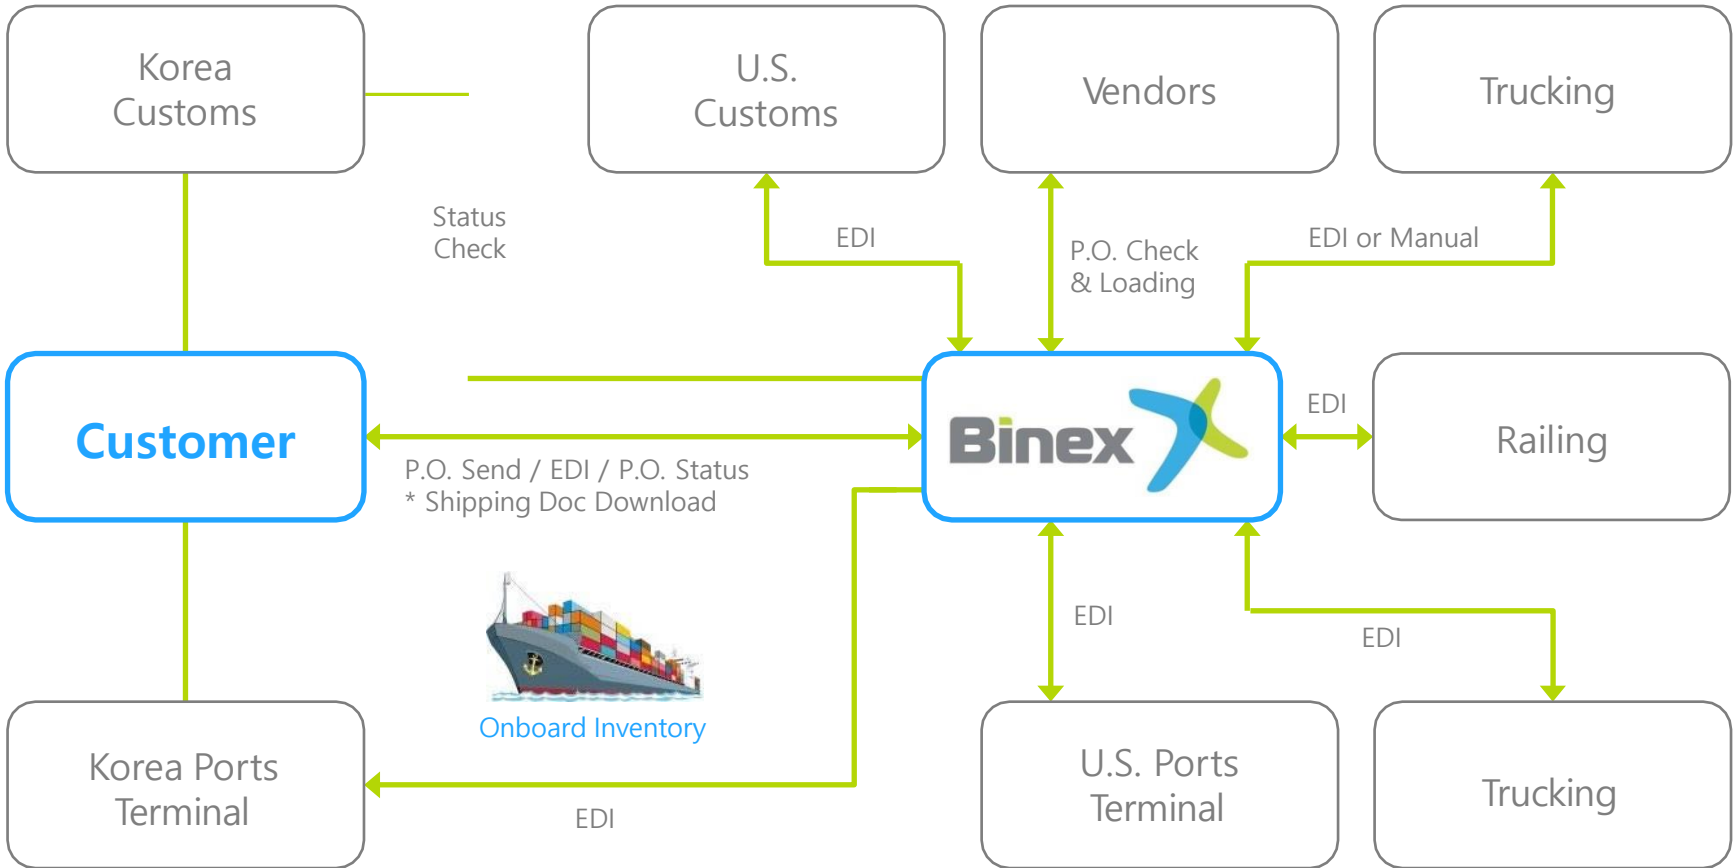 Korea
Customs
U.S.
Customs
Vendors
Trucking
Status
Check
EDI
P.O. Check
& Loading
EDI or Manual
Customer
P.O. Send / EDI / P.O. Status
* Shipping Doc Download
Binex
EDI
Railing
Onboard Inventory
EDI
EDI
Korea Ports
Terminal
EDI
U.S. Ports
Terminal
Trucking